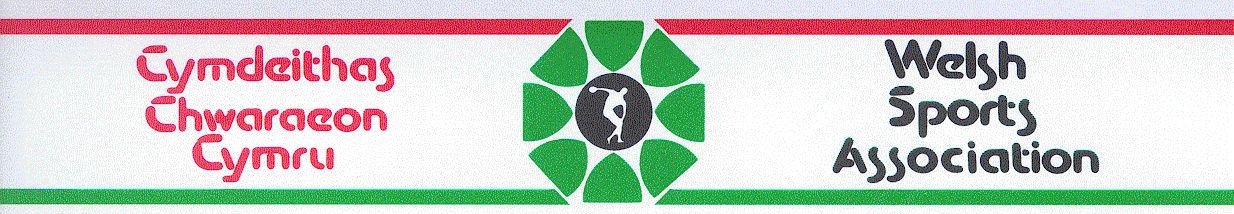 Cymdeithas
Chwaraeon
Cymru
Welsh
Sports
Association